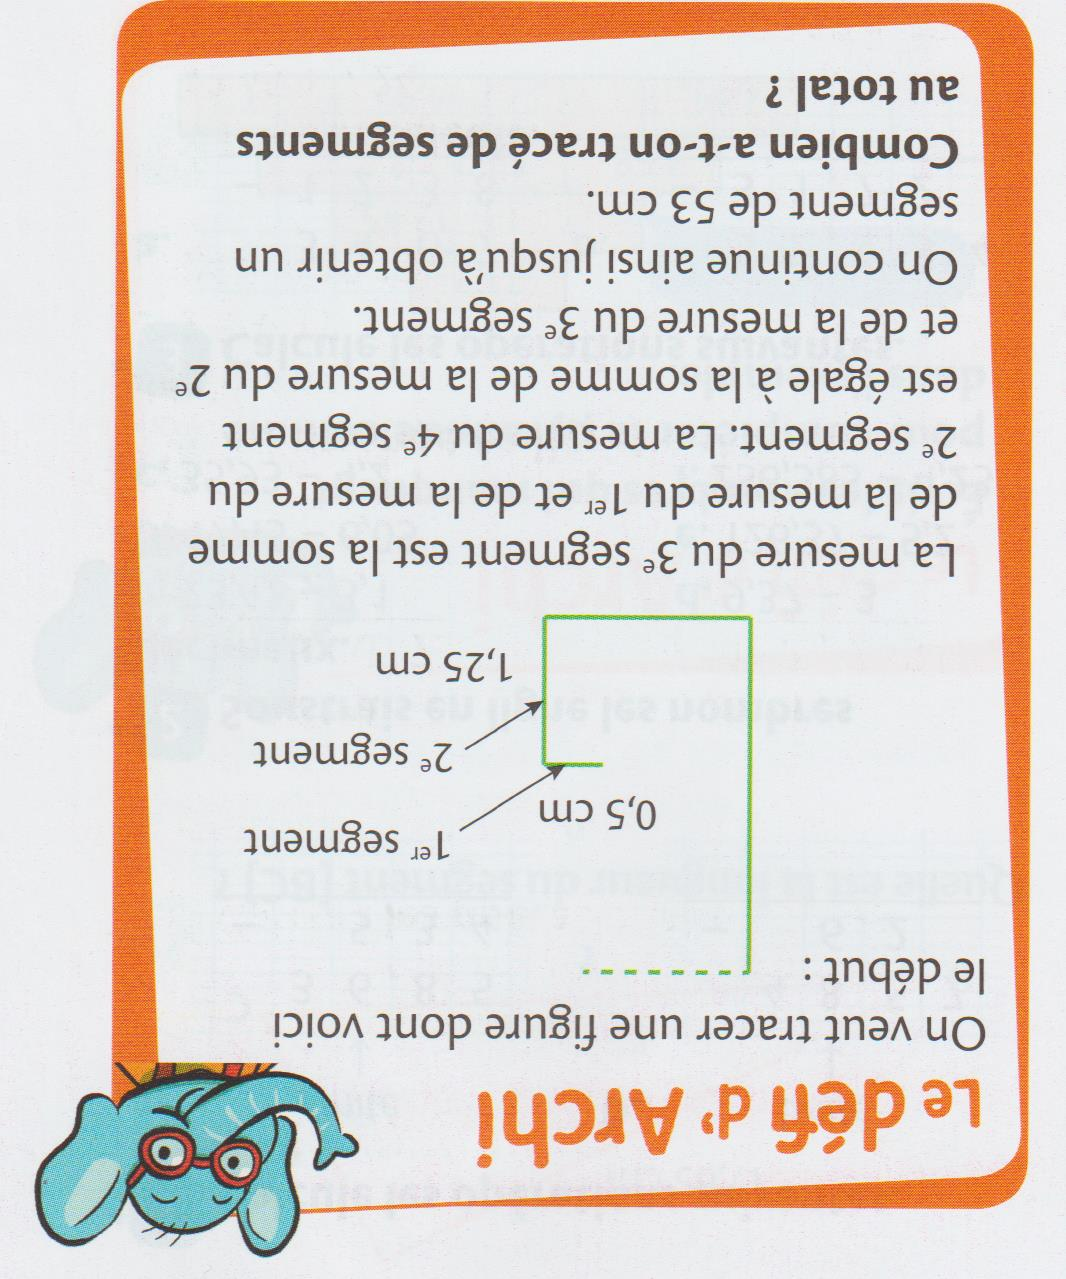 Le défi d'Archi
On veut tracer une figure dont voici
le début :
1er segment
0,5 cm
2e segment
1,25 cm
La mesure du 3e segment est la somme
de la mesure du 1er et de la mesure du
2e segment. La mesure du 4e segment
est égale à la somme de la mesure du 2e
et de la mesure du 3e segment.
On continue ainsi jusqu'à obtenir un
segment de 53 cm.
Combien a-t-on tracé de segments
au total ?